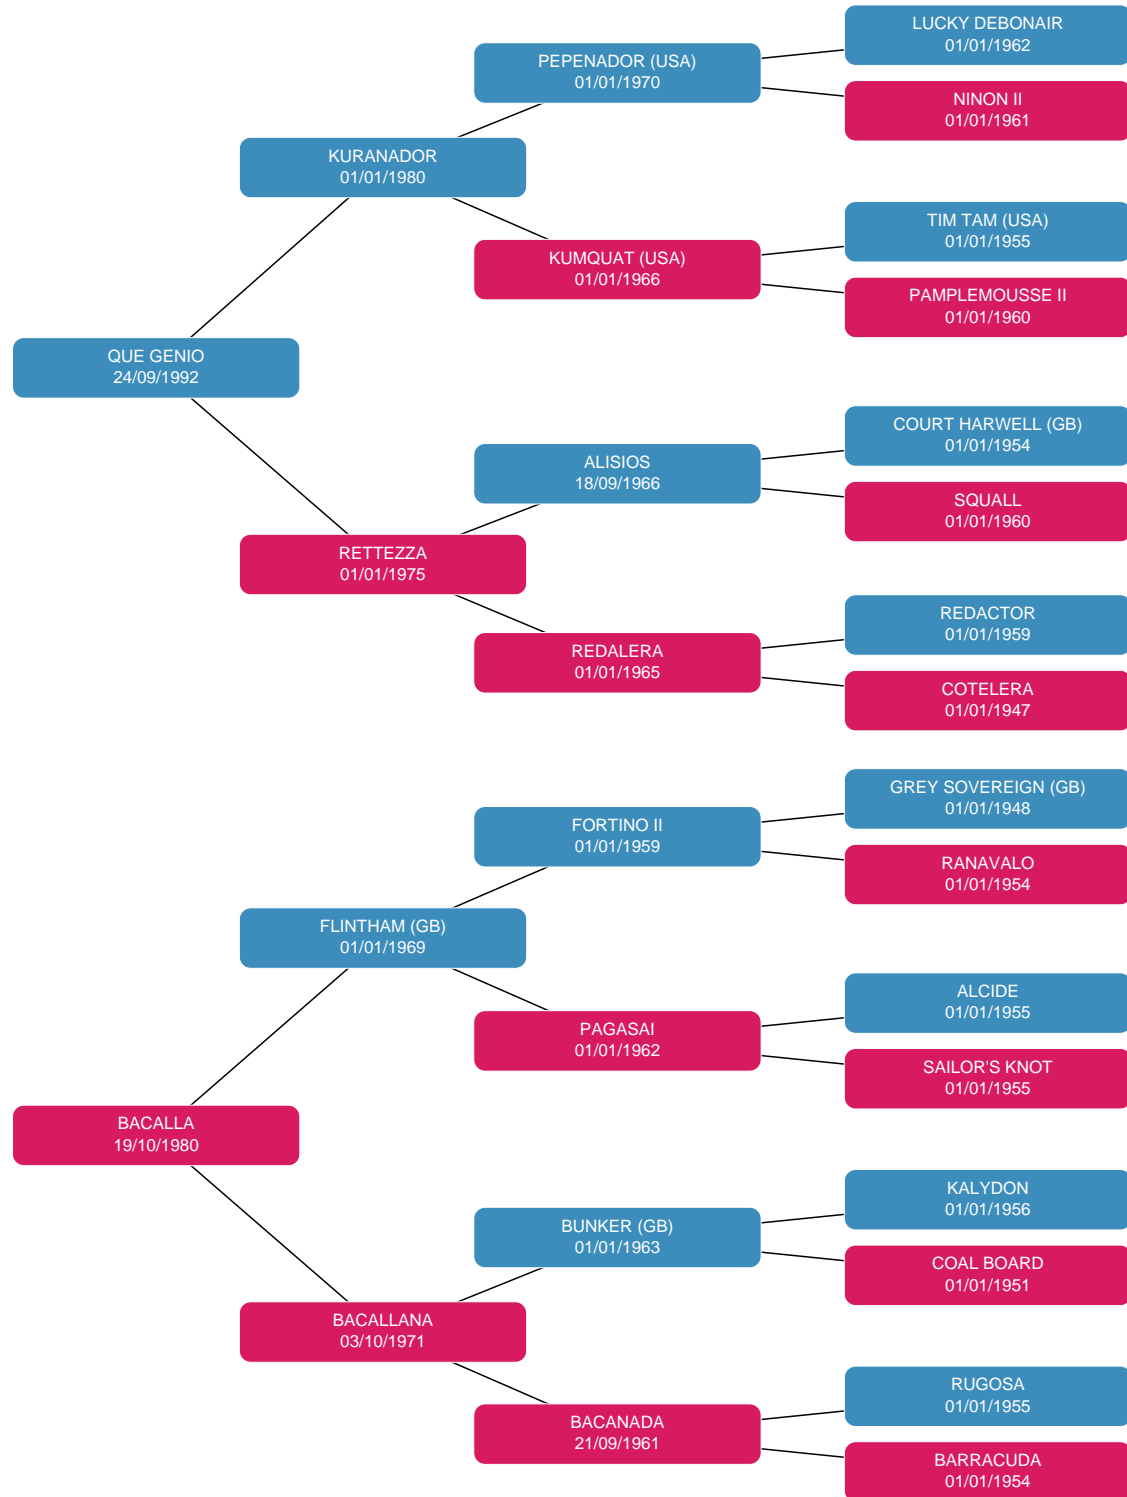 LUCKY DEBONAIR
01/01/1962
PEPENADOR (USA)
01/01/1970
NINON II
01/01/1961
KURANADOR
01/01/1980
TIM TAM (USA)
01/01/1955
KUMQUAT (USA)
01/01/1966
PAMPLEMOUSSE II
01/01/1960
QUE GENIO
24/09/1992
COURT HARWELL (GB)
01/01/1954
ALISIOS
18/09/1966
SQUALL
01/01/1960
RETTEZZA
01/01/1975
REDACTOR
01/01/1959
REDALERA
01/01/1965
COTELERA
01/01/1947
GREY SOVEREIGN (GB)
01/01/1948
FORTINO II
01/01/1959
RANAVALO
01/01/1954
FLINTHAM (GB)
01/01/1969
ALCIDE
01/01/1955
PAGASAI
01/01/1962
SAILOR'S KNOT
01/01/1955
BACALLA
19/10/1980
KALYDON
01/01/1956
BUNKER (GB)
01/01/1963
COAL BOARD
01/01/1951
BACALLANA
03/10/1971
RUGOSA
01/01/1955
BACANADA
21/09/1961
BARRACUDA
01/01/1954